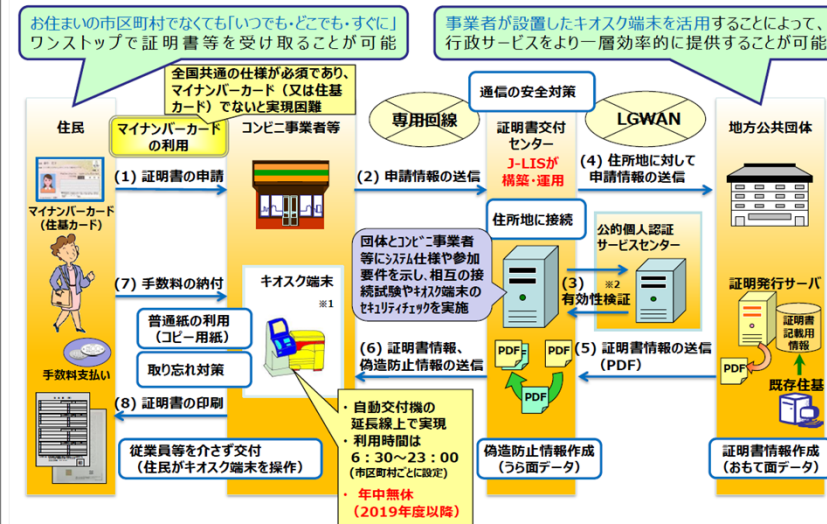 お住まいの市区町村でなくても「いつでも・どこでも・すぐに」
ワンストップで証明書等を受け取ることが可能
事業者が設置したキオスク端末を活用することによって、
行政サービスをより一層効率的に提供することが可能
全国共通の仕様が必須であり、
マイナンバーカード（又は住基
カード）でないと実現困難
通信の安全対策
住民
マイナンバーカード
の利用
コンビニ事業者等
専用回線
証明書交付
センター
J-LISが
構築・運用
LGWAN
地方公共団体
(1) 証明書の申請
(2) 申請情報の送信
(4) 住所地に対して
申請情報の送信
マイナンバーカード
(住基カード)
住所地に接続
公的個人認証
サービスセンター
団体とコンビニ事業者
等にシステム仕様や参加
要件を示し、相互の接
続試験やキオスク端末の
セキュリティチェックを実施
(3) ※2
有効性検証
(7) 手数料の納付
キオスク端末
※1
証明発行サーバ
証明書
記載用
情報
普通紙の利用
（コピー用紙）
手数料支払い
取り忘れ対策
(6) 証明書情報、
偽造防止情報の送信
PDF
PDF
PDF
(5) 証明書情報の送信
（PDF）
PDF
既存住基
(8) 証明書の印刷
・自動交付機の
延長線上で実現
・利用時間は
6：30～23：00
(市区町村ごとに設定)
・年中無休
（2019年度以降）
従業員等を介さず交付
（住民がキオスク端末を操作）
偽造防止情報作成
（うら面データ）
証明書情報作成
（おもて面データ）